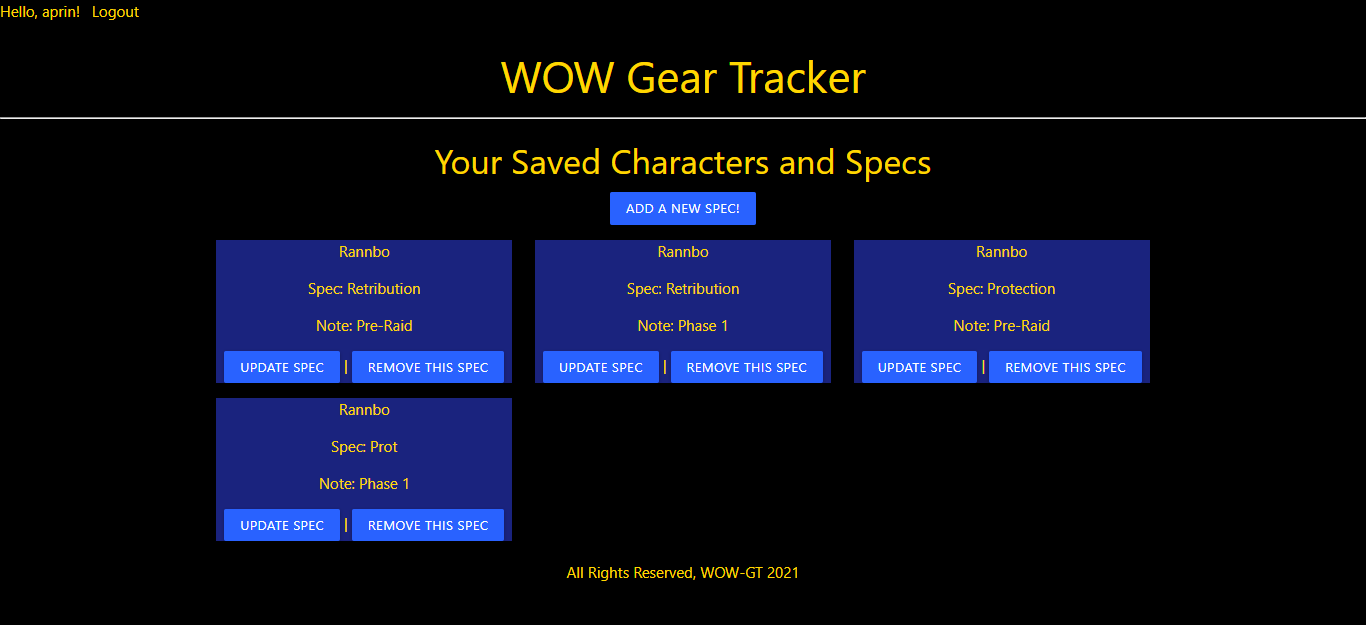 Hello, aprin! Logout
WOW Gear Tracker
Your Saved Characters and Specs
ADD A NEW SPEC!
Rannbo
Spec: Retribution
Note: Pre-Raid
UPDATE SPEC | REMOVE THIS SPEC
Rannbo
Spec: Retribution
Note: Phase 1
UPDATE SPEC | REMOVE THIS SPEC
Rannbo
Spec: Protection
Note: Pre-Raid
UPDATE SPEC | REMOVE THIS SPEC
Rannbo
Spec: Prot
Note: Phase 1
UPDATE SPEC | REMOVE THIS SPEC
All Rights Reserved, WOW-GT 2021